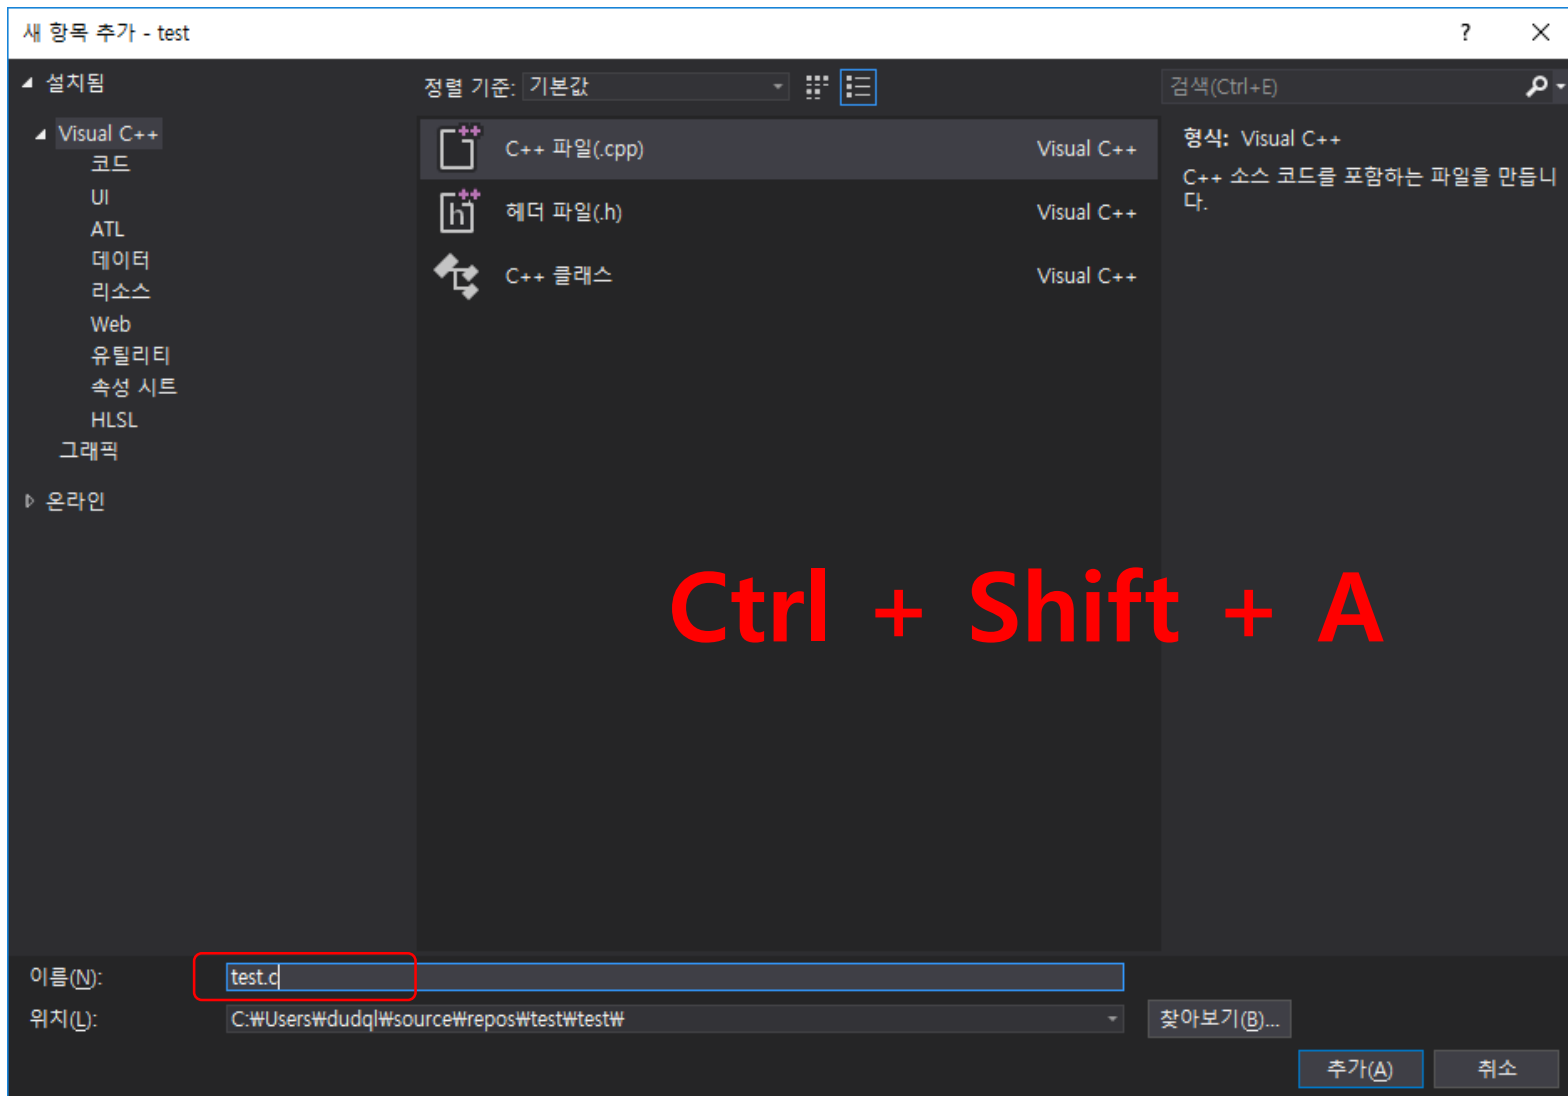 새 항목 추가 - test
?
설치됨
Visual C++
코드
UI
ATL
데이터
리소스
Web
유틸리티
속성 시트
HLSL
그래픽
온라인
정렬 기준: 기본값
C++ 파일(.cpp) Visual C++
헤더 파일(.h) Visual C++
C++ 클래스 Visual C++
검색(Ctrl+E)
형식: Visual C++
C++ 소스 코드를 포함하는 파일을 만듭니
다.
Ctrl + Shift + A
이름(N): test.c
위치(L): C:₩Users₩dudql₩source₩repos₩test₩test₩
찾아보기(B)...
추가(A) 취소